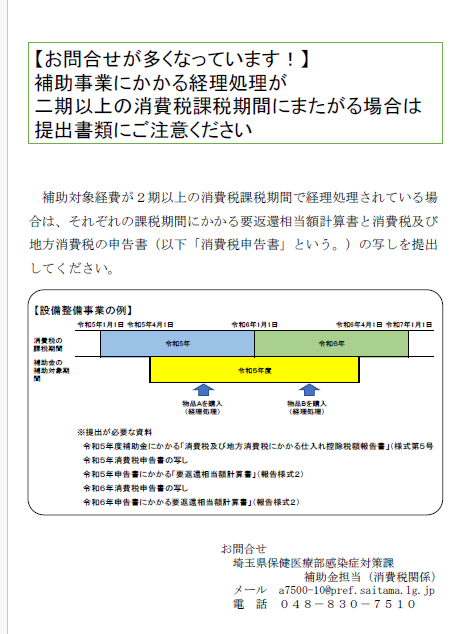 【お問合せが多くなっています！】
補助事業にかかる経理処理が
二期以上の消費税課税期間にまたがる場合は
提出書類にご注意ください
補助対象経費が２期以上の消費税課税期間で経理処理されている場
合は、それぞれの課税期間にかかる要返還相当額計算書と消費税及び
地方消費税の申告書（以下「消費税申告書」という。）の写しを提出
してください。
【設備整備事業の例】
令和5年1月1日 令和5年4月1日 令和6年1月1日 令和6年4月1日 令和7年1月1日
消費税の
課税期間
令和5年 令和6年
補助金の
補助対象期
間
令和5年度
物品Aを購入
（経理処理）
物品Bを購入
（経理処理）
※提出が必要な資料
令和5年度補助金にかかる「消費税及び地方消費税にかかる仕入れ控除税額報告書」（様式第5号
令和5年消費税申告書の写し
令和5年申告書にかかる「要返還相当額計算書」（報告様式2）
令和6年消費税申告書の写し
令和6年申告書にかかる要返還相当額計算書」（報告様式2）
お問合せ
埼玉県保健医療部感染症対策課
補助金担当（消費税関係）
メール a7500-10@pref.saitama.lg.jp
電 話 ０４８－８３０－７５１０